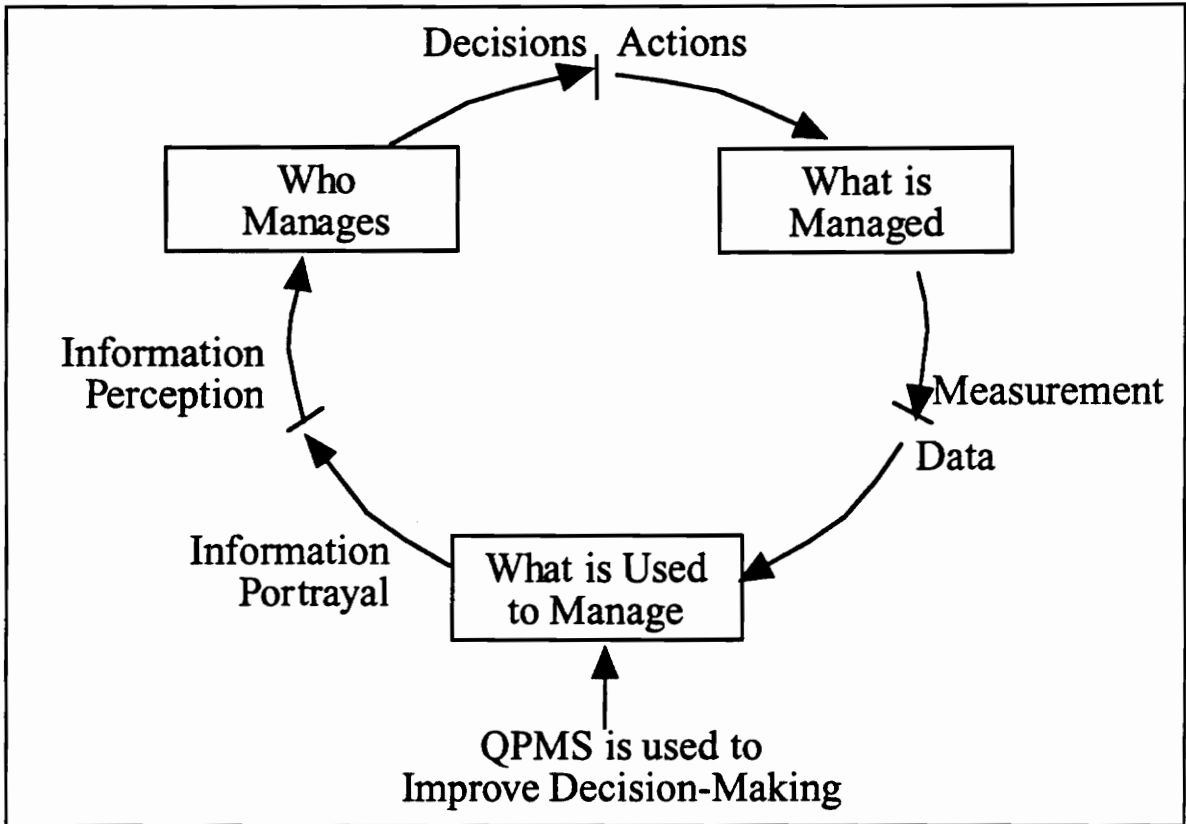 Decisions Actions
Who
Manages
What is
Managed
Information
Perception
Measurement
Data
Information
Portrayal
What is Used
to Manage
QPMS is used to
Improve Decision-Making